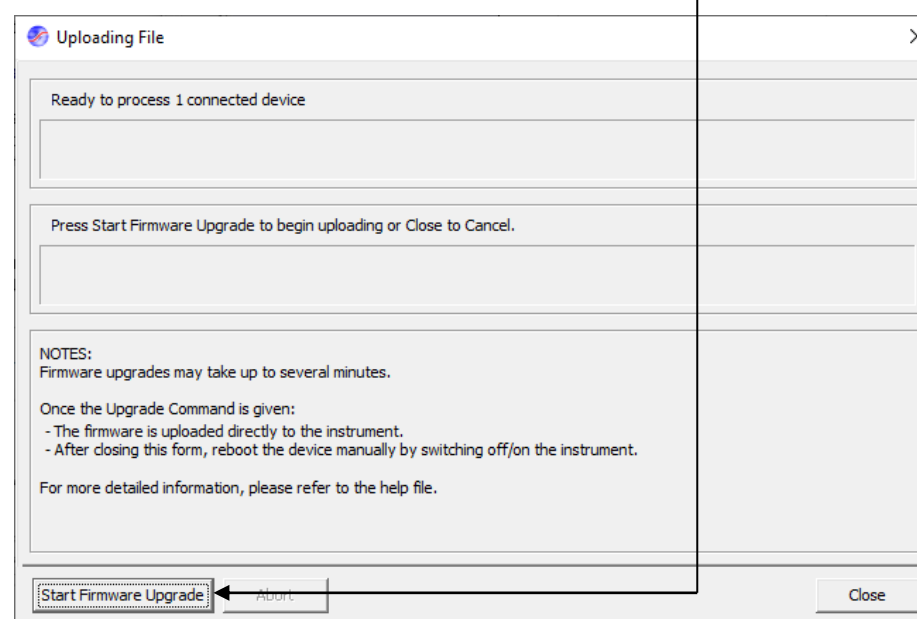 Uploading File
Ready to process 1 connected device
Press Start Firmware Upgrade to begin uploading or Close to Cancel.
NOTES:
Firmware upgrades may take up to several minutes.
Once the Upgrade Command is given:
- The firmware is uploaded directly to the instrument.
- After closing this form, reboot the device manually by switching off/on the instrument.
For more detailed information, please refer to the help file.
Start Firmware Upgrade Abort Close